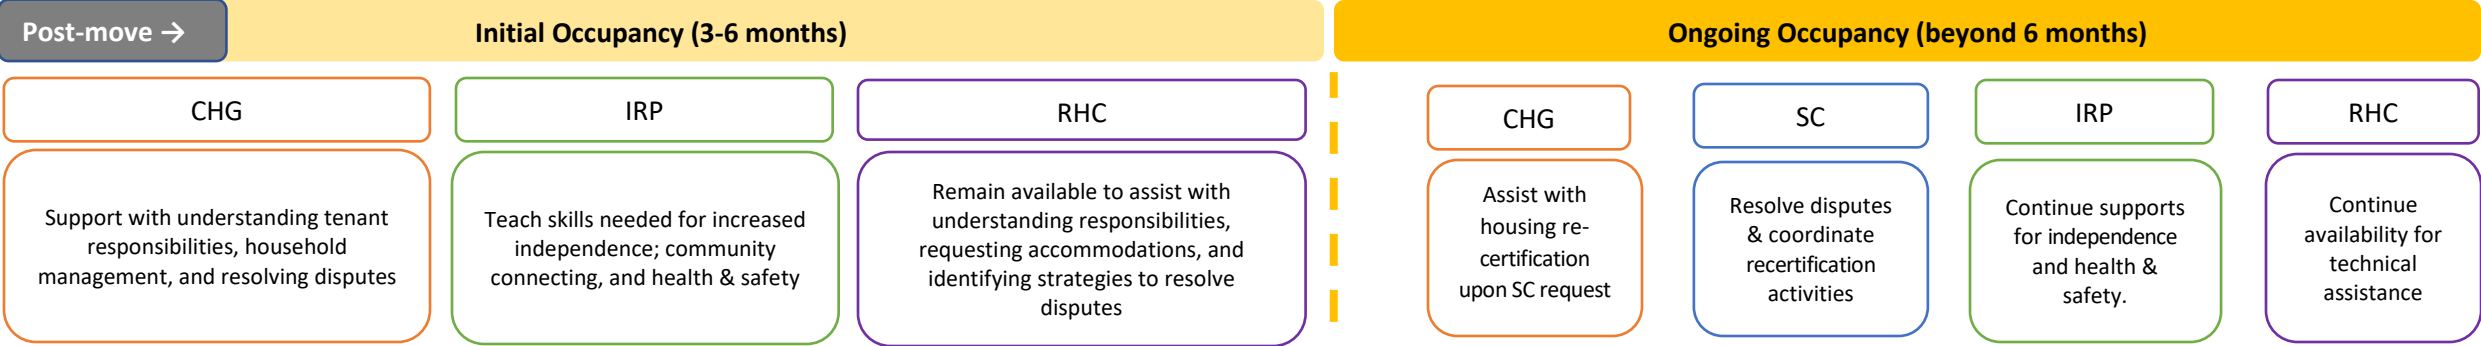 Post-move →
Initial Occupancy (3-6 months)
Ongoing Occupancy (beyond 6 months)
CHG
Support with understanding tenant
responsibilities, household
management, and resolving disputes
IRP
Teach skills needed for increased
independence; community
connecting, and health & safety
RHC
Remain available to assist with
understanding responsibilities,
requesting accommodations, and
identifying strategies to resolve
disputes
CHG
Assist with
housing re-
certification
upon SC request
SC
Resolve disputes
& coordinate
recertification
activities
IRP
Continue supports
for independence
and health &
safety.
RHC
Continue
availability for
technical
assistance